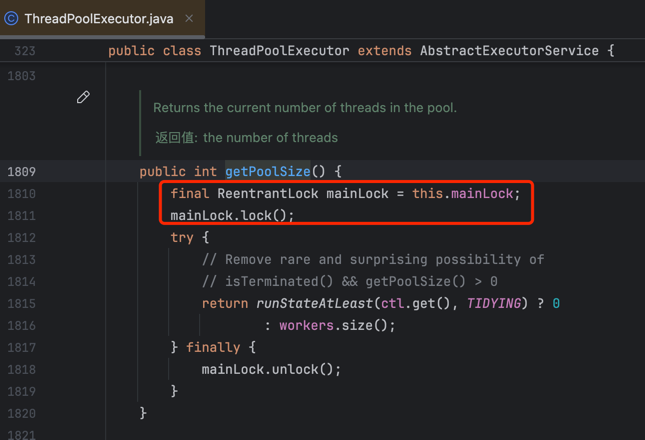 ThreadPoolExecutor.java
323 public class ThreadPoolExecutor extends AbstractExecutorService {
1803
Returns the current number of threads in the pool.
返回值: the number of threads
1809 public int getPoolSize() {
1810 final ReentrantLock mainLock = this.mainLock;
1811 mainLock.lock();
1812 try {
1813 // Remove rare and surprising possibility of
1814 // isTerminated() && getPoolSize() > 0
1815 return runStateAtLeast(ctl.get(), TIDYING) ? 0
1816 : workers.size();
1817 } finally {
1818 mainLock.unlock();
1819 }
1820 }
1821